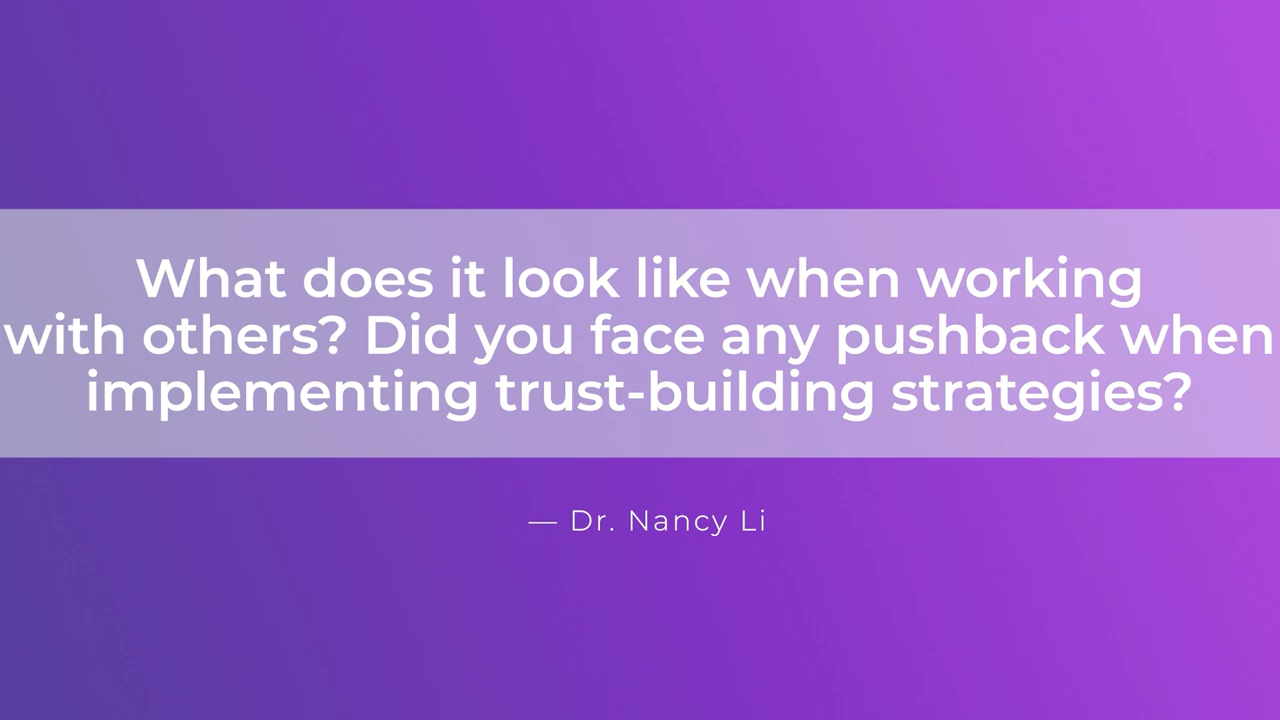 What does it look like when working
with others? Did you face any pushback when
implementing trust-building strategies?
— Dr. Nancy Li